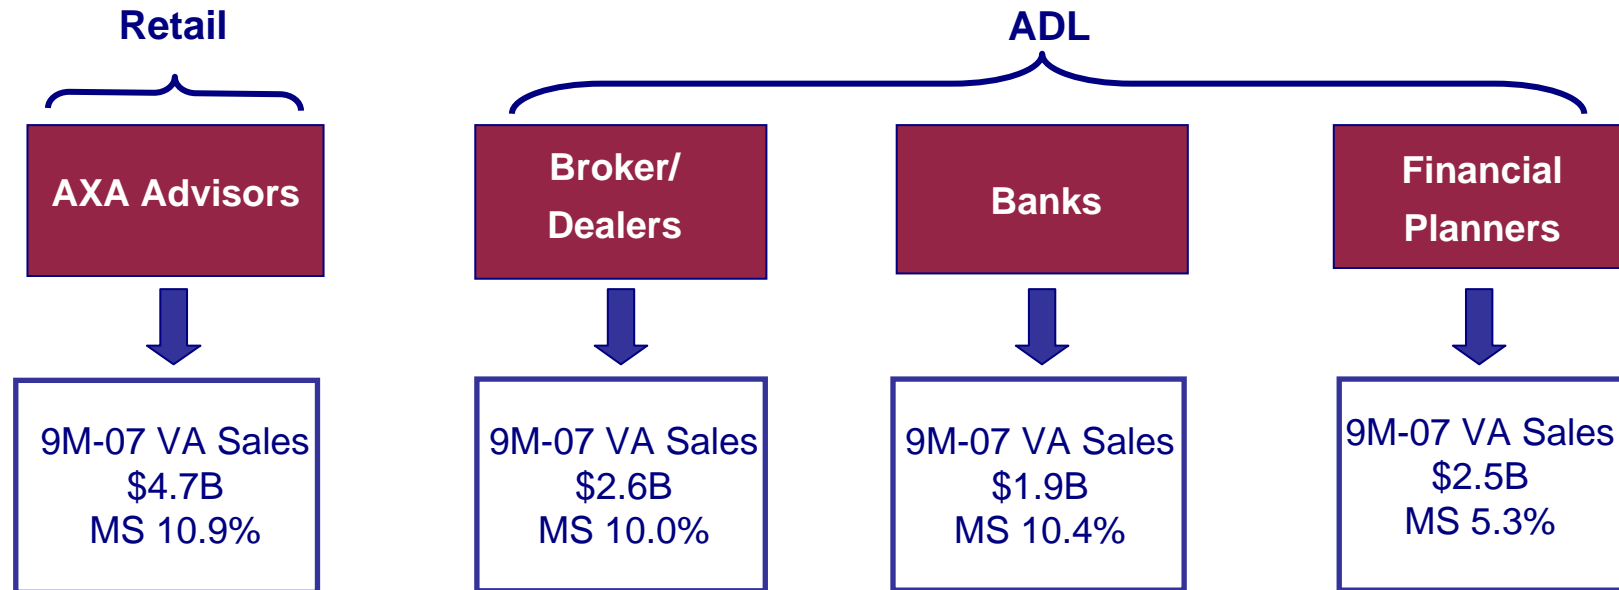 Retail
ADL
AXA Advisors
Broker/
Dealers
Banks
Financial
Planners
9M-07 VA Sales
$4.7B
MS 10.9%
9M-07 VA Sales
$2.6B
MS 10.0%
9M-07 VA Sales
$1.9B
MS 10.4%
9M-07 VA Sales
$2.5B
MS 5.3%